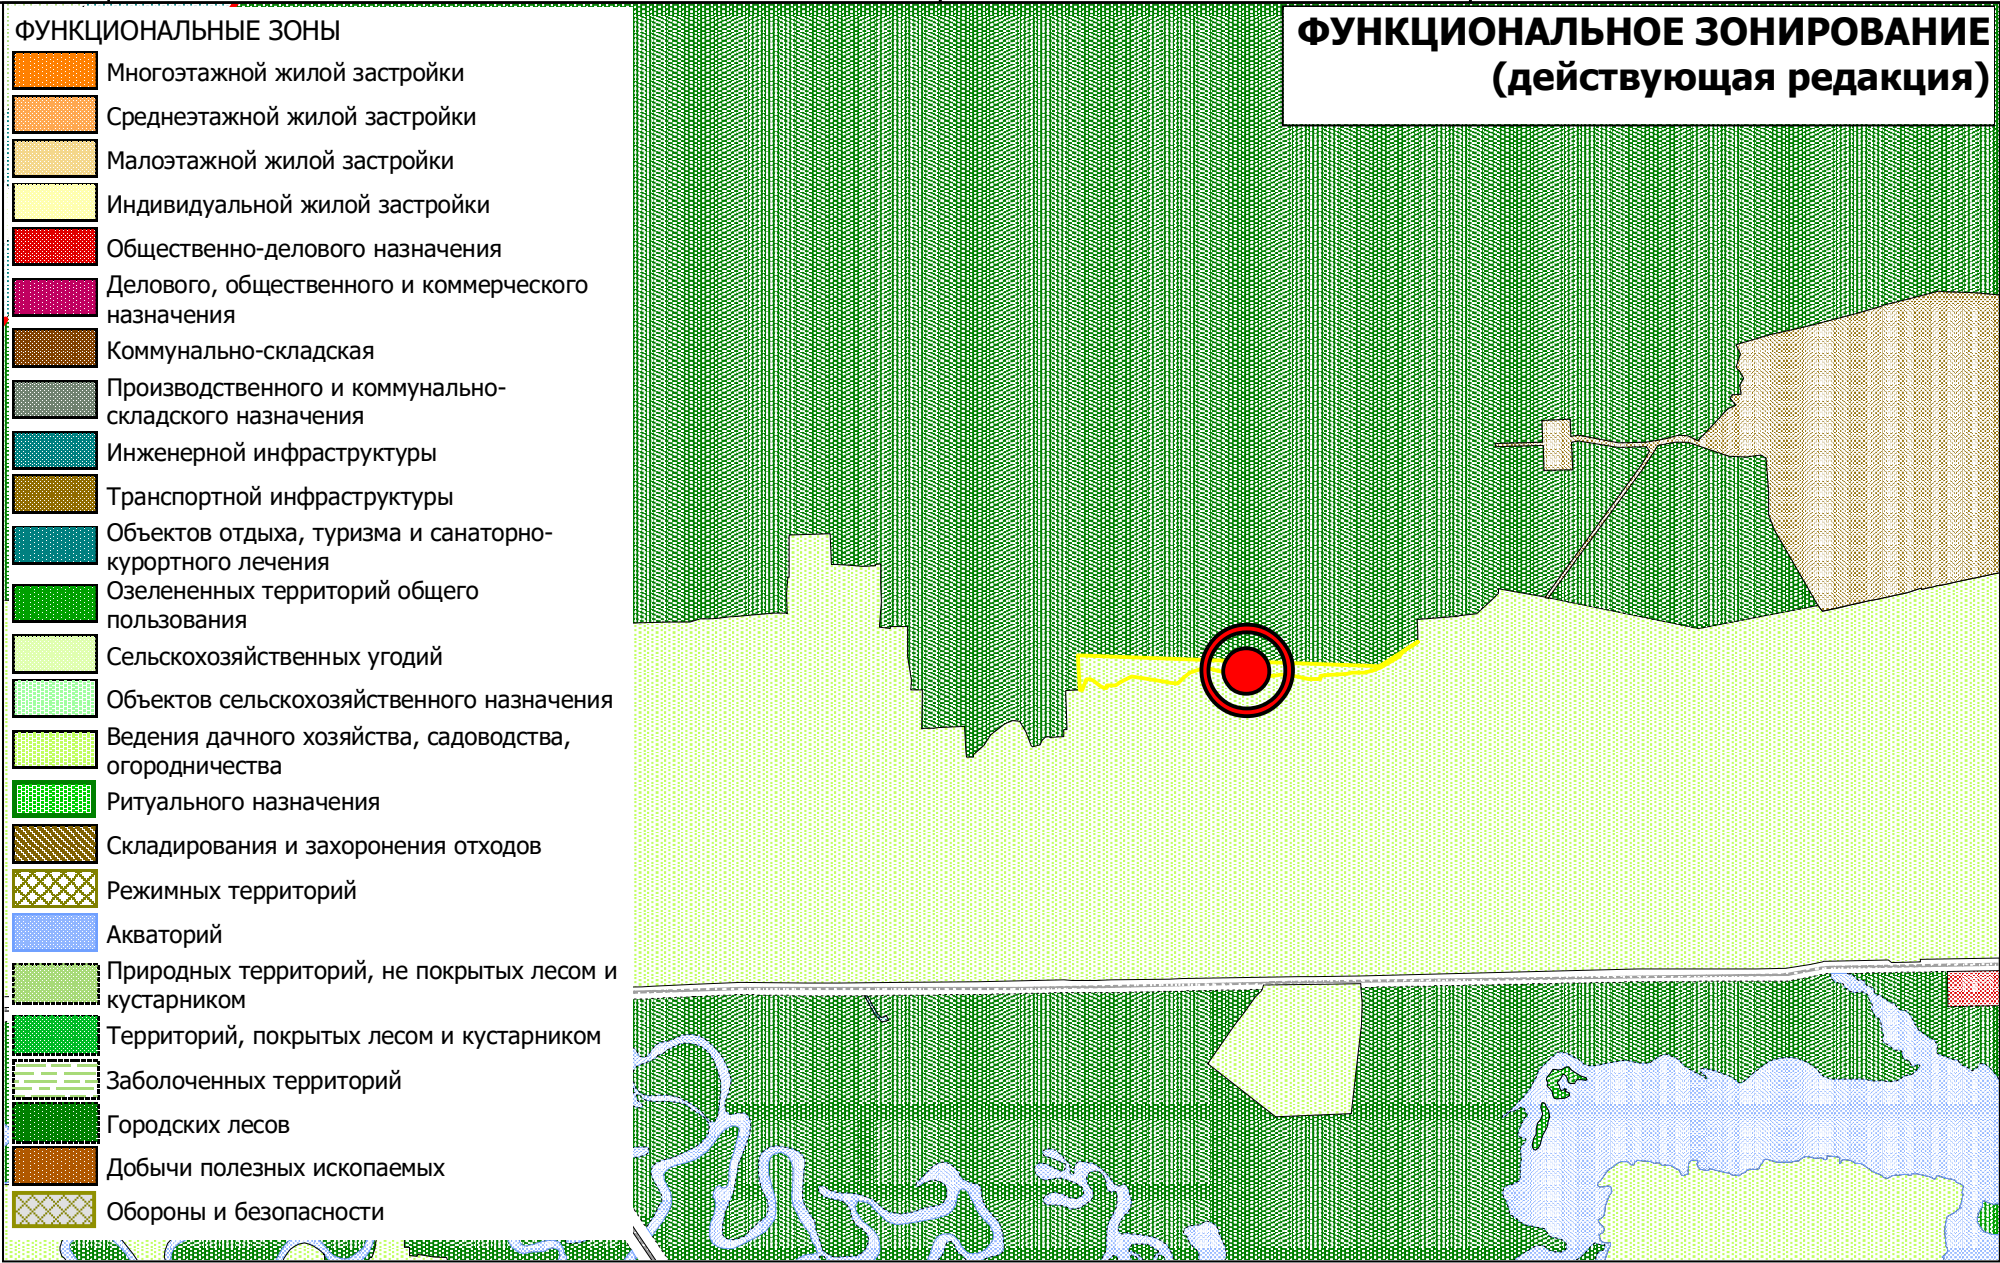 ФУНКЦИОНАЛЬНЫЕ ЗОНЫ
Многоэтажной жилой застройки
Среднеэтажной жилой застройки
Малоэтажной жилой застройки
Индивидуальной жилой застройки
Общественно-делового назначения
Делового, общественного и коммерческого
назначения
Коммунально-складская
Производственного и коммунально-
складского назначения
Инженерной инфраструктуры
Транспортной инфраструктуры
Объектов отдыха, туризма и санаторно-
курортного лечения
Озелененных территорий общего
пользования
Сельскохозяйственных угодий
Объектов сельскохозяйственного назначения
Ведения дачного хозяйства, садоводства,
огородничества
Ритуального назначения
Складирования и захоронения отходов
Режимных территорий
Акваторий
Природных территорий, не покрытых лесом и
кустарником
Территорий, покрытых лесом и кустарником
Заболоченных территорий
Городских лесов
Добычи полезных ископаемых
Обороны и безопасности
ФУНКЦИОНАЛЬНОЕ ЗОНИРОВАНИЕ
(действующая редакция)